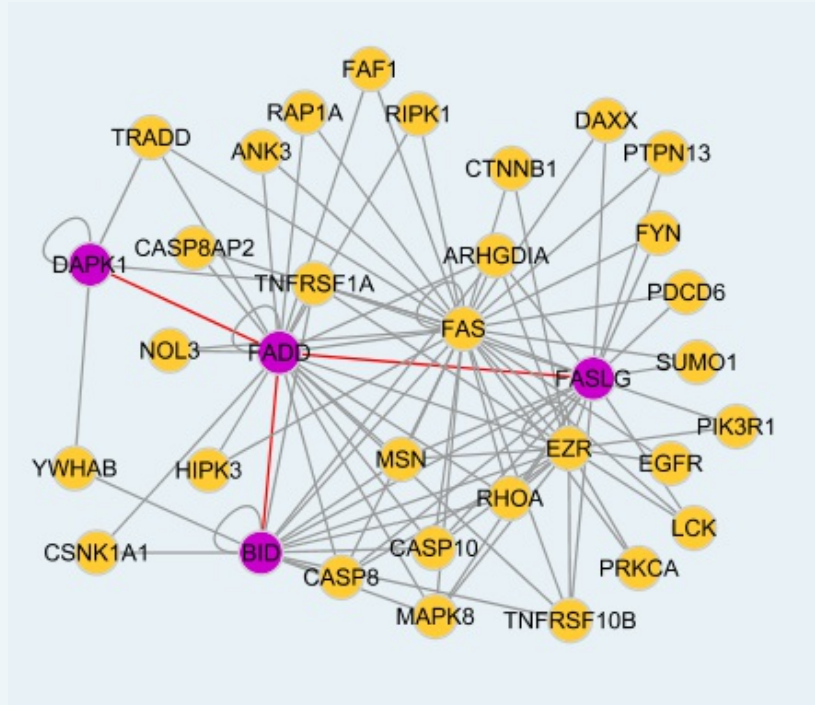 FAF1
RAP1A
RIPK1
DAXX
TRADD
ANK3
PTPN13
CTNNB1
FYN
CASP8AP2
ARHGDIA
DAPK1
TNFRSF1A
PDCD6
FAS
NOL3
FADD
SUMO1
FASLG
PIK3R1
EZR
MSN
EGFR
YWHAB
HIPK3
RHOA
LCK
CSNK1A1
BID
CASP10
CASP8
PRKCA
MAPK8
TNFRSF10B